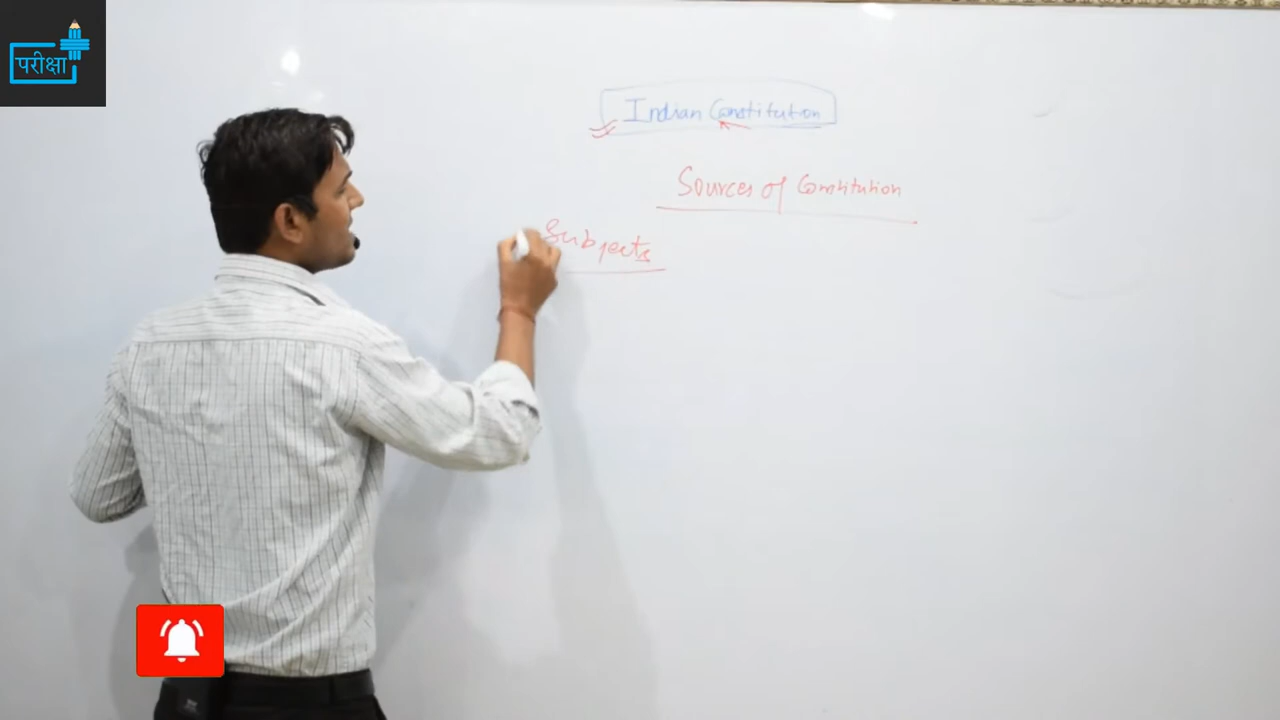 परीक्षा
Indian Constitution
Sources of Constitution
Subjects